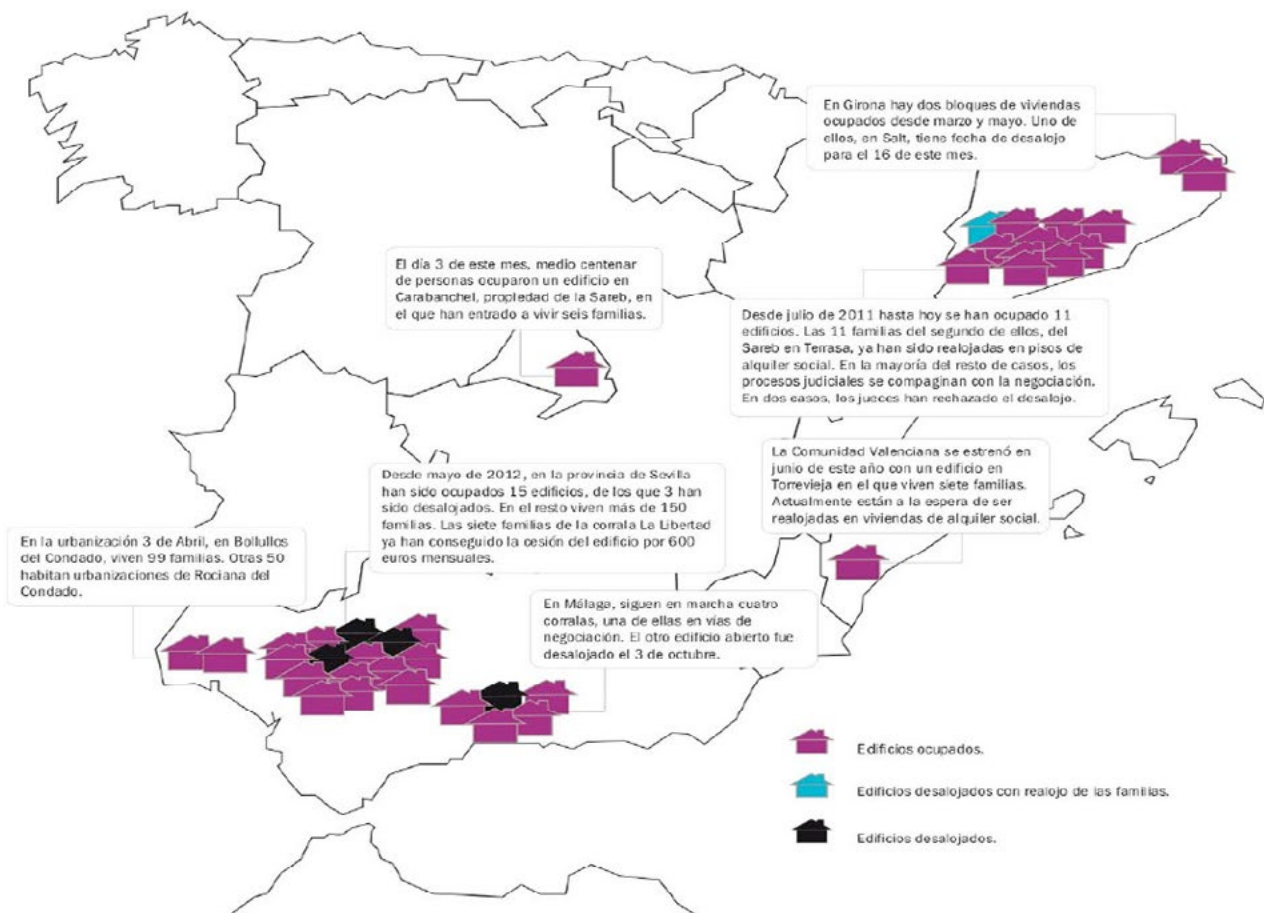 En Girona hay dos bloques de viviendas
ocupados desde marzo y mayo. Uno de
ellos, en Salt, tiene fecha de desalojo
para el 16 de este mes.
El día 3 de este mes, medio centenar
de personas ocuparon un edificio en
Carabanchel, propiedad de la Sareb, en
el que han entrado a vivir seis familias.
Desde julio de 2011 hasta hoy se han ocupado 11
edificios. Las 11 familias del segundo de ellos, del
Sareb en Terrasa, ya han sido realojadas en pisos de
alquiler social. En la mayoría del resto de casos, los
procesos judiciales se compaginan con la negociación.
En dos casos, los jueces han rechazado el desalojo.
La Comunidad Valenciana se estrenó en
junio de este año con un edificio en
Torrevieja en el que viven siete familias.
Actualmente están a la espera de ser
realojadas en viviendas de alquiler social.
Desde mayo de 2012, en la provincia de Sevilla
han sido ocupados 15 edificios, de los que 3 han
sido desalojados. En el resto viven más de 150
familias. Las siete familias de la corrala La Libertad
ya han conseguido la cesión del edificio por 600
euros mensuales.
En la urbanización 3 de Abril, en Bollullos
del Condado, viven 99 familias. Otras 50
habitan urbanizaciones de Rociana del
Condado.
En Málaga, siguen en marcha cuatro
corralas, una de ellas en vías de
negociación. El otro edificio abierto fue
desalojado el 3 de octubre.
Edificios ocupados.
Edificios desalojados con realojo de las familias.
Edificios desalojados.